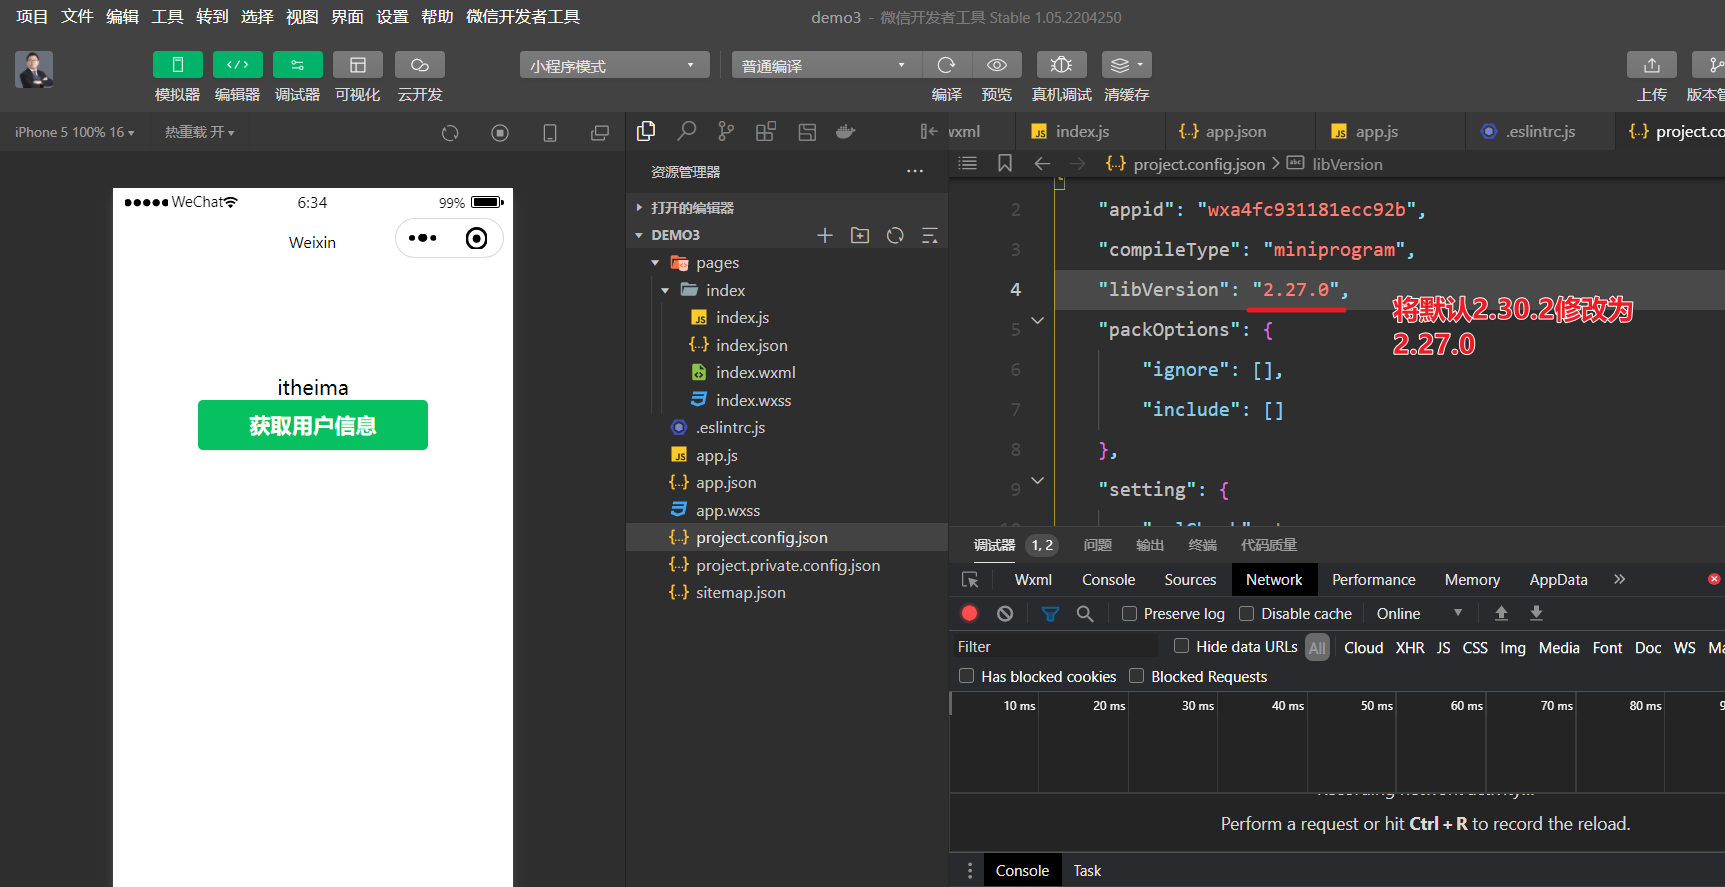 项目 文件 编辑 工具 转到 选择 视图 界面 设置 帮助 微信开发者工具
demo3 - 微信开发者工具 Stable 1.05.2204250
小程序模式
普通编译
模拟器 编辑器 调试器 可视化 云开发
编译 预览 真机调试 清缓存
上传 版本管
iPhone 5 100% 16
热重载 开
WeChat
6:34
99%
Weixin
itheima
获取用户信息
资源管理器
打开的编辑器
DEMO3
pages
index
index.js
index.json
index.wxml
index.wxss
.eslintrc.js
app.js
app.json
app.wxss
project.config.json
project.private.config.json
sitemap.json
wxml
index.js
app.json
app.js
.eslintrc.js
project.co
project.config.json > libVersion
2 "appid": "wxa4fc931181ecc92b",
3 "compileType": "miniprogram",
4 "libVersion": "2.27.0",
5 "packOptions": {
6 "ignore": [],
7 "include": []
8 },
9 "setting": {
将默认2.30.2修改为
2.27.0
调试器 1, 2 问题 输出 终端 代码质量
Wxml Console Sources Network Performance Memory AppData
Preserve log Disable cache Online
Filter Hide data URLs All Cloud XHR JS CSS Img Media Font Doc WS Ma
Has blocked cookies Blocked Requests
10 ms 20 ms 30 ms 40 ms 50 ms 60 ms 70 ms 80 ms 9
Recording network activity...
Perform a request or hit Ctrl + R to record the reload.
Console Task